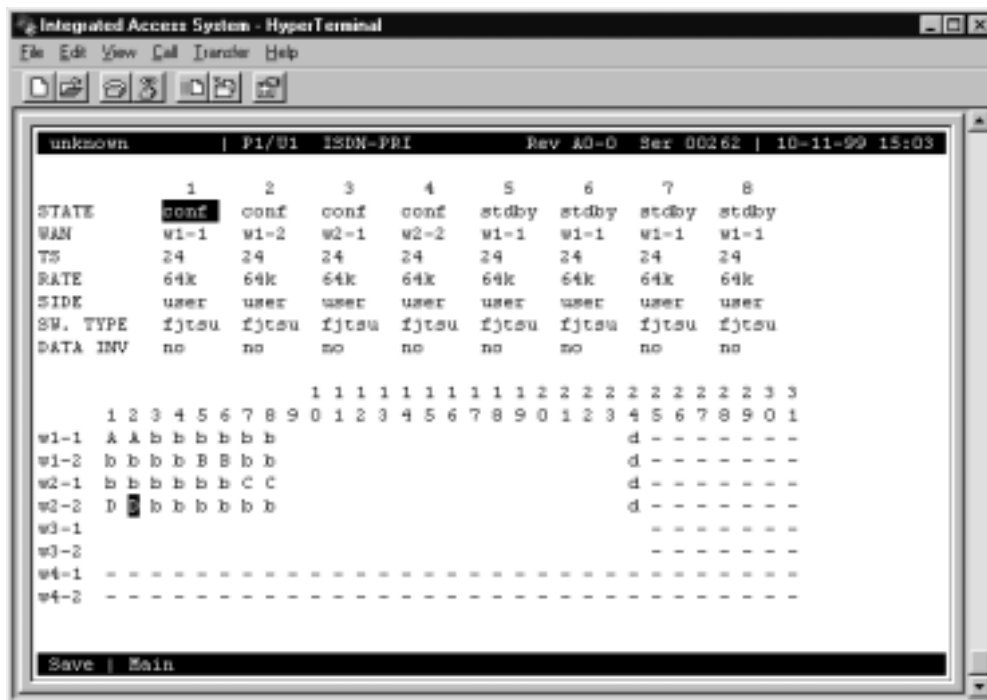 Integrated Access System - HyperTerminal
File Edit View Call Transfer Help
unknown | P1/U1 ISDN-PRI Rev A0-0 Ser 00262 | 10-11-99 15:03
1 2 3 4 5 6 7 8
STATE conf conf conf conf stdby stdby stdby stdby
WAN w1-1 w1-2 w2-1 w2-2 w1-1 w1-1 w1-1 w1-1
TS 24 24 24 24 24 24 24 24
RATE 64k 64k 64k 64k 64k 64k 64k 64k
SIDE user user user user user user user user
SW. TYPE fjtsu fjtsu fjtsu fjtsu fjtsu fjtsu fjtsu fjtsu
DATA INV no no no no no no no no
1 1 1 1 1 1 1 1 1 1 2 2 2 2 2 2 2 2 2 2 3 3
1 2 3 4 5 6 7 8 9 0 1 2 3 4 5 6 7 8 9 0 1 2 3 4 5 6 7 8 9 0 1
w1-1 A A b b b b b b d - - - - - - -
w1-2 b b b b B B b b d - - - - - - -
w2-1 b b b b b b C C d - - - - - - -
w2-2 D D b b b b b b d - - - - - - -
w3-1 - - - - - - -
w3-2 - - - - - - -
w4-1 - - - - - - - - - - - - - - - - - - - - - - - - - - - - - - -
w4-2 - - - - - - - - - - - - - - - - - - - - - - - - - - - - - - -
Save | Main